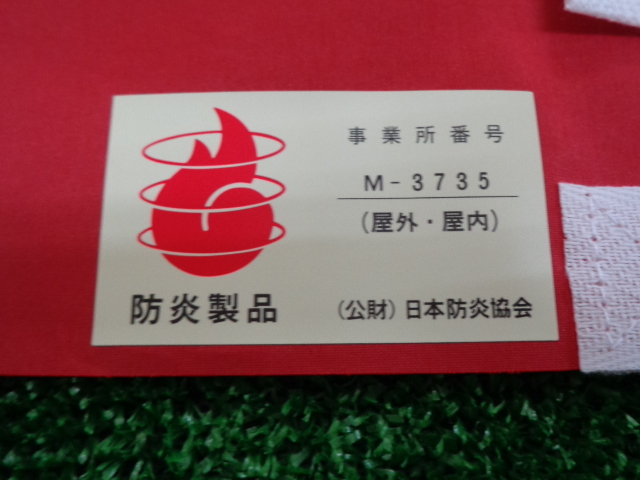 事業所番号
M-3735
(屋外・屋内)
防炎製品
(公財)日本防炎協会